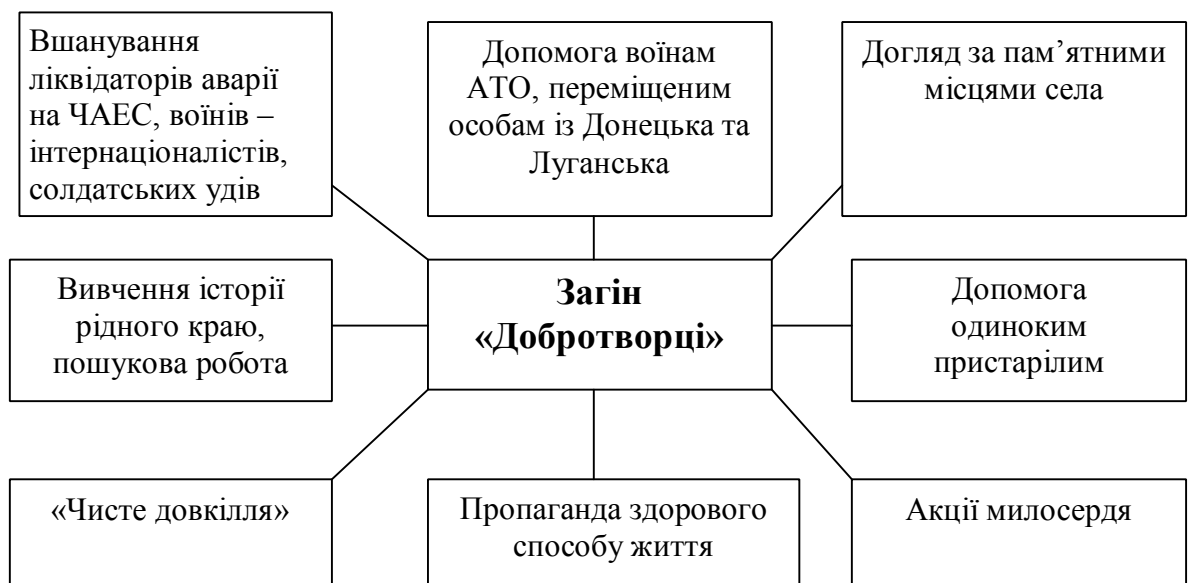 Вшанування
ліквідаторів аварії
на ЧАЕС, воїнів –
інтернаціоналістів,
солдатських удів
Допомога воїнам
АТО, переміщеним
особам із Донецька та
Луганська
Догляд за пам’ятними
місцями села
Вивчення історії
рідного краю,
пошукова робота
Загін
«Добротворці»
Допомога
одиноким
пристарілим
«Чисте довкілля»
Пропаганда здорового
способу життя
Акції милосердя